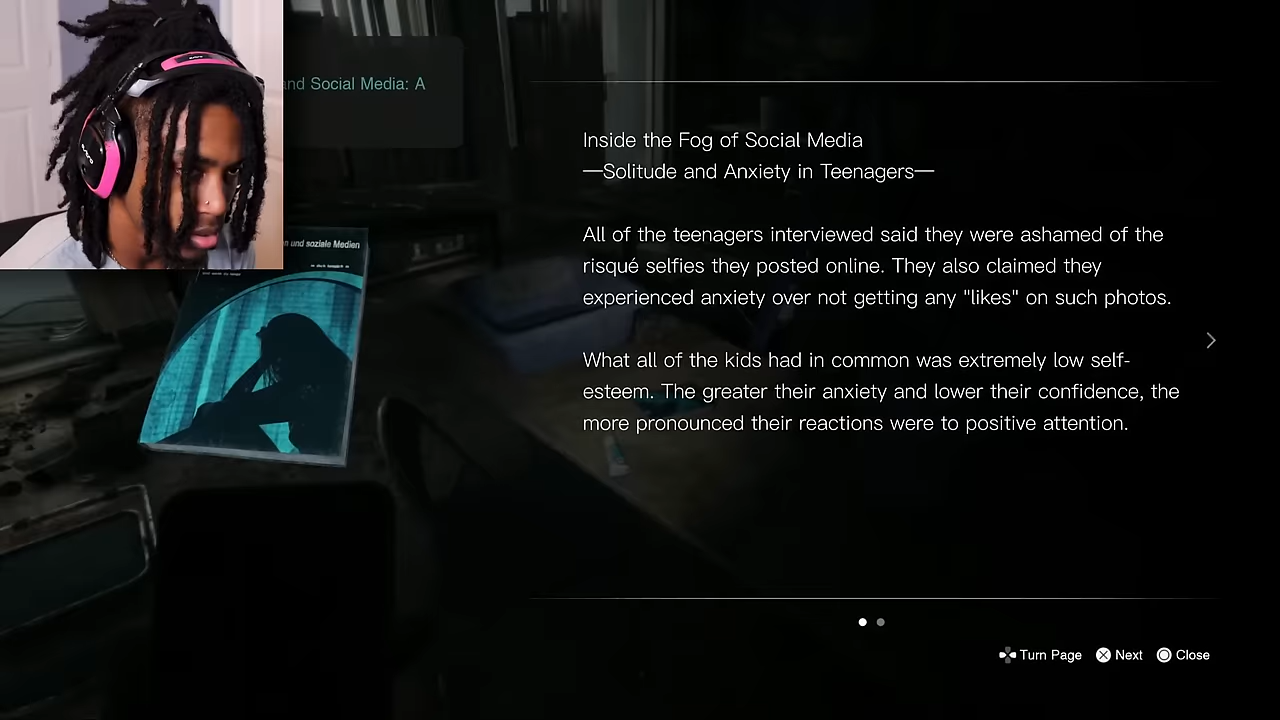 and Social Media: A
n und soziale Medien
Inside the Fog of Social Media
—Solitude and Anxiety in Teenagers—
All of the teenagers interviewed said they were ashamed of the
risqué selfies they posted online. They also claimed they
experienced anxiety over not getting any "likes" on such photos.
What all of the kids had in common was extremely low self-
esteem. The greater their anxiety and lower their confidence, the
more pronounced their reactions were to positive attention.
Turn Page Next Close